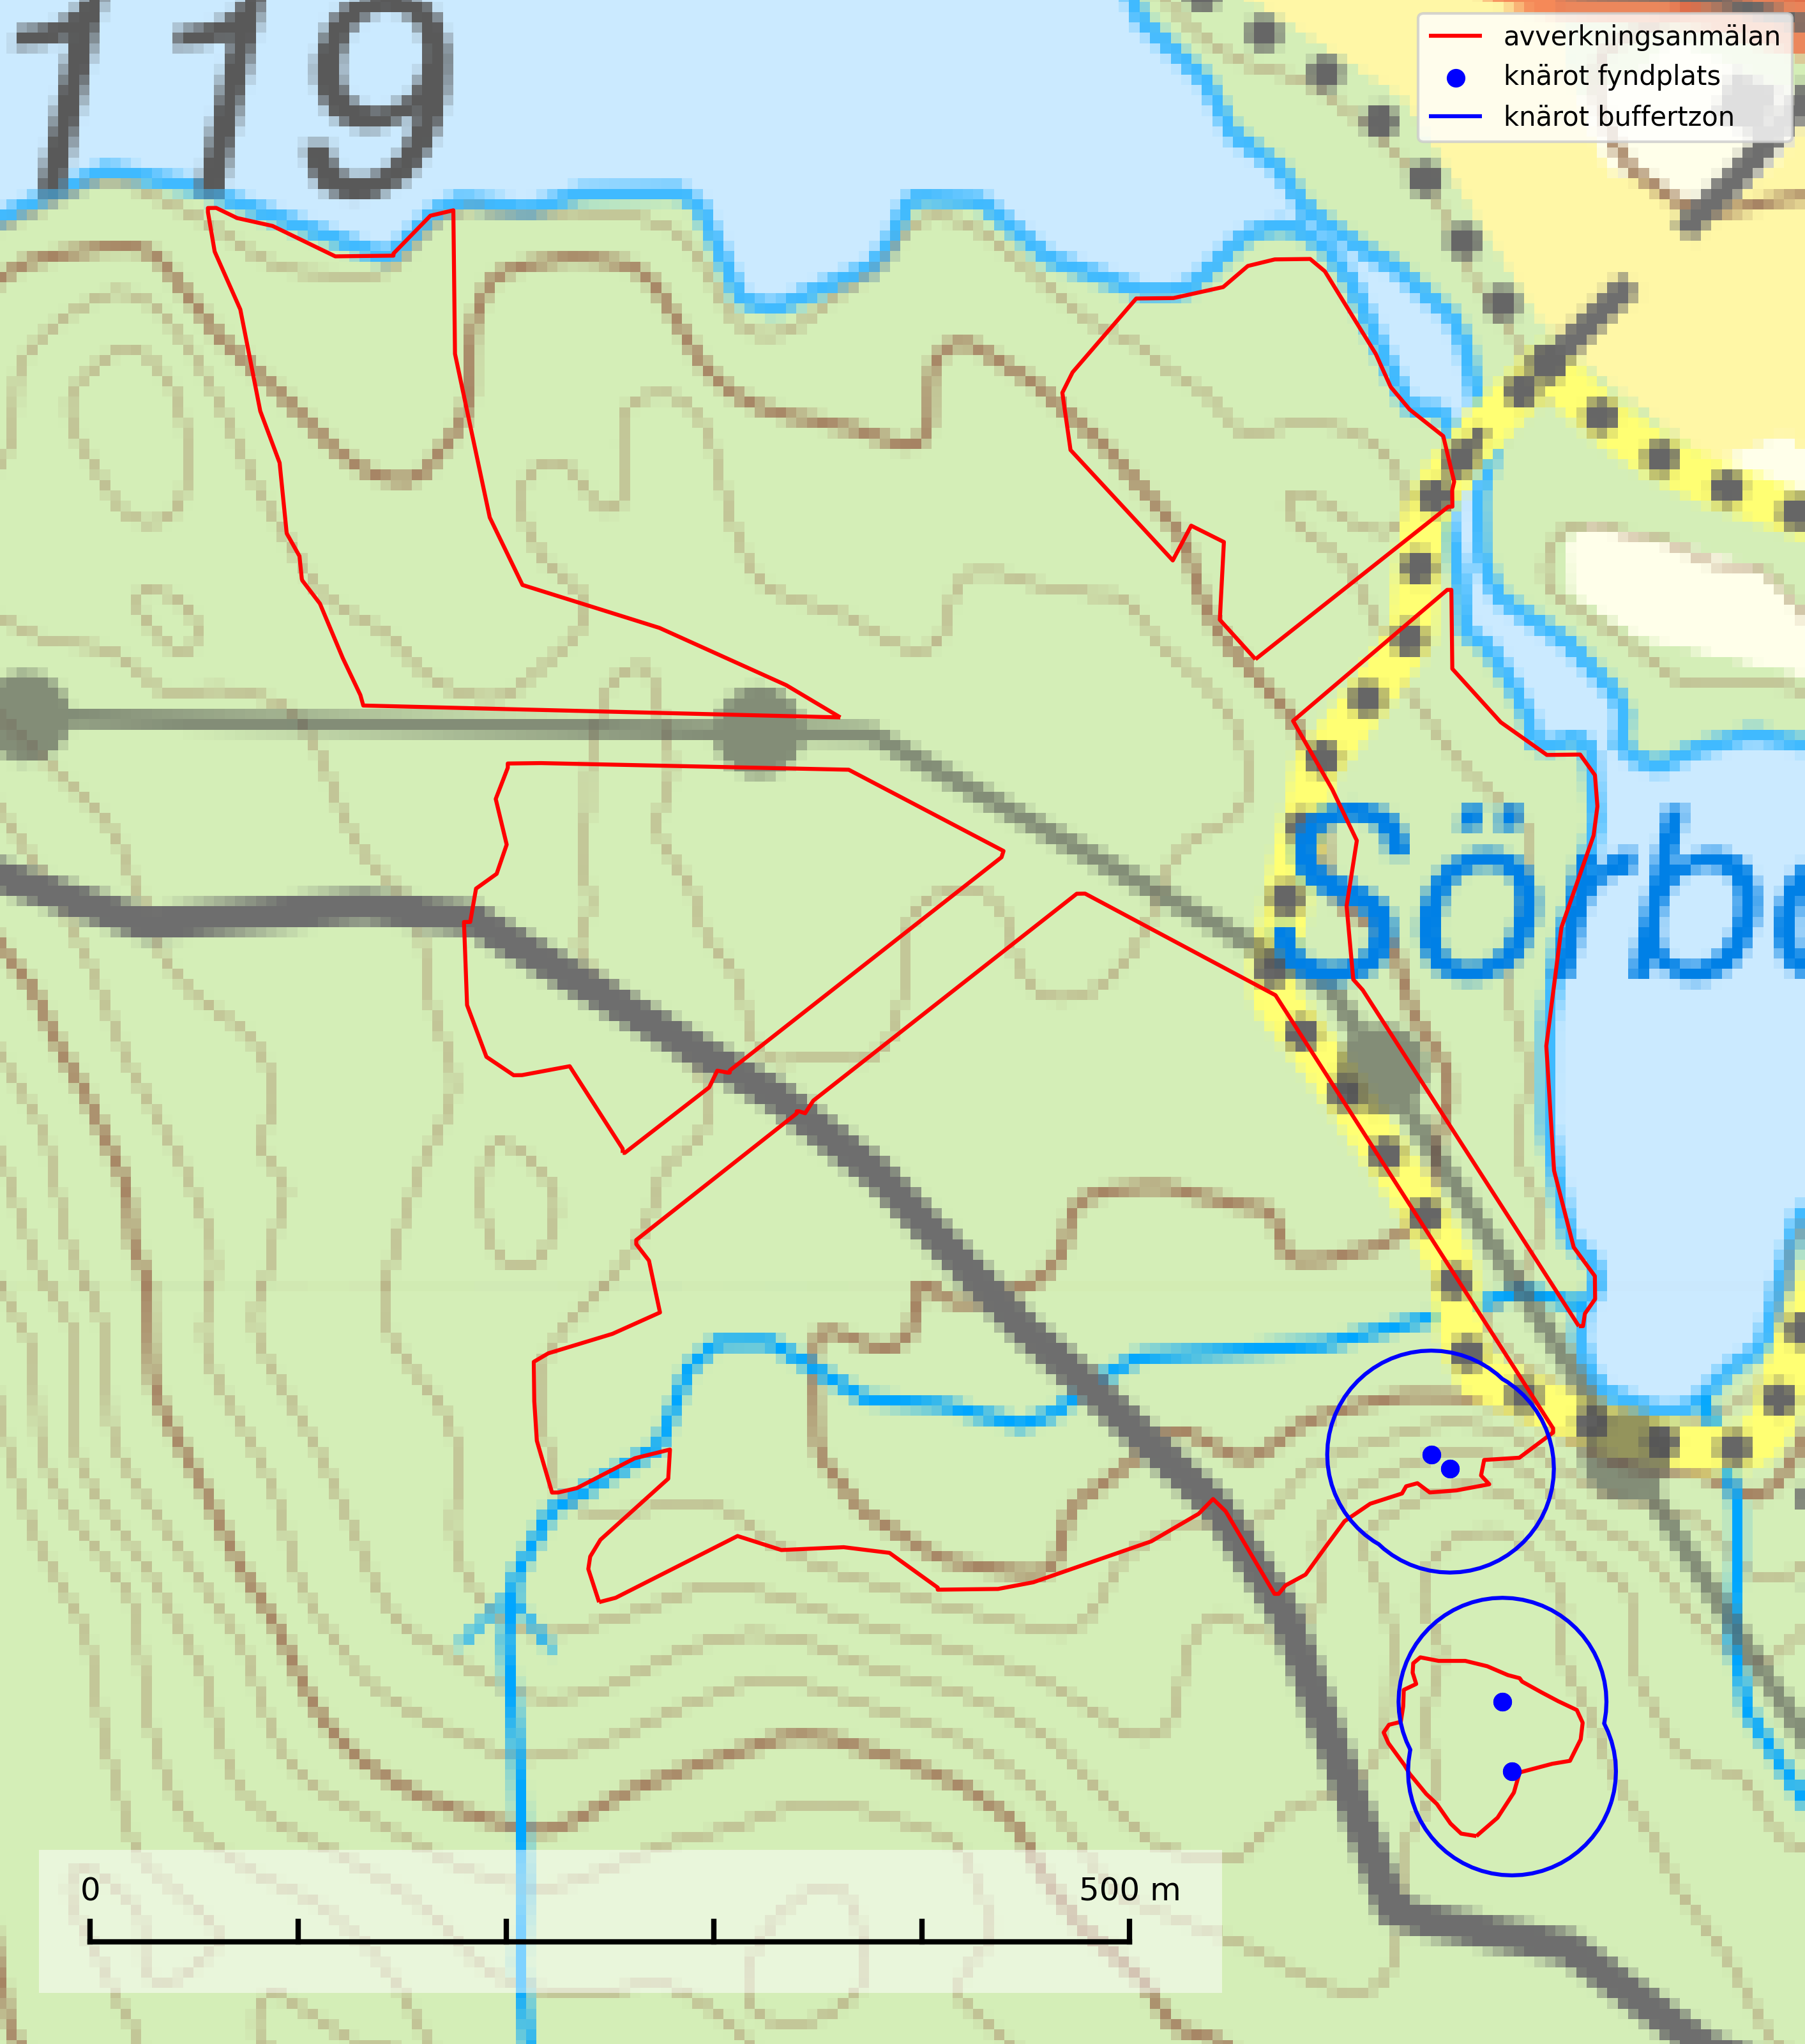 119
avverkningsanmälan
knärot fyndplats
knärot buffertzon
Sörb
0 500 m